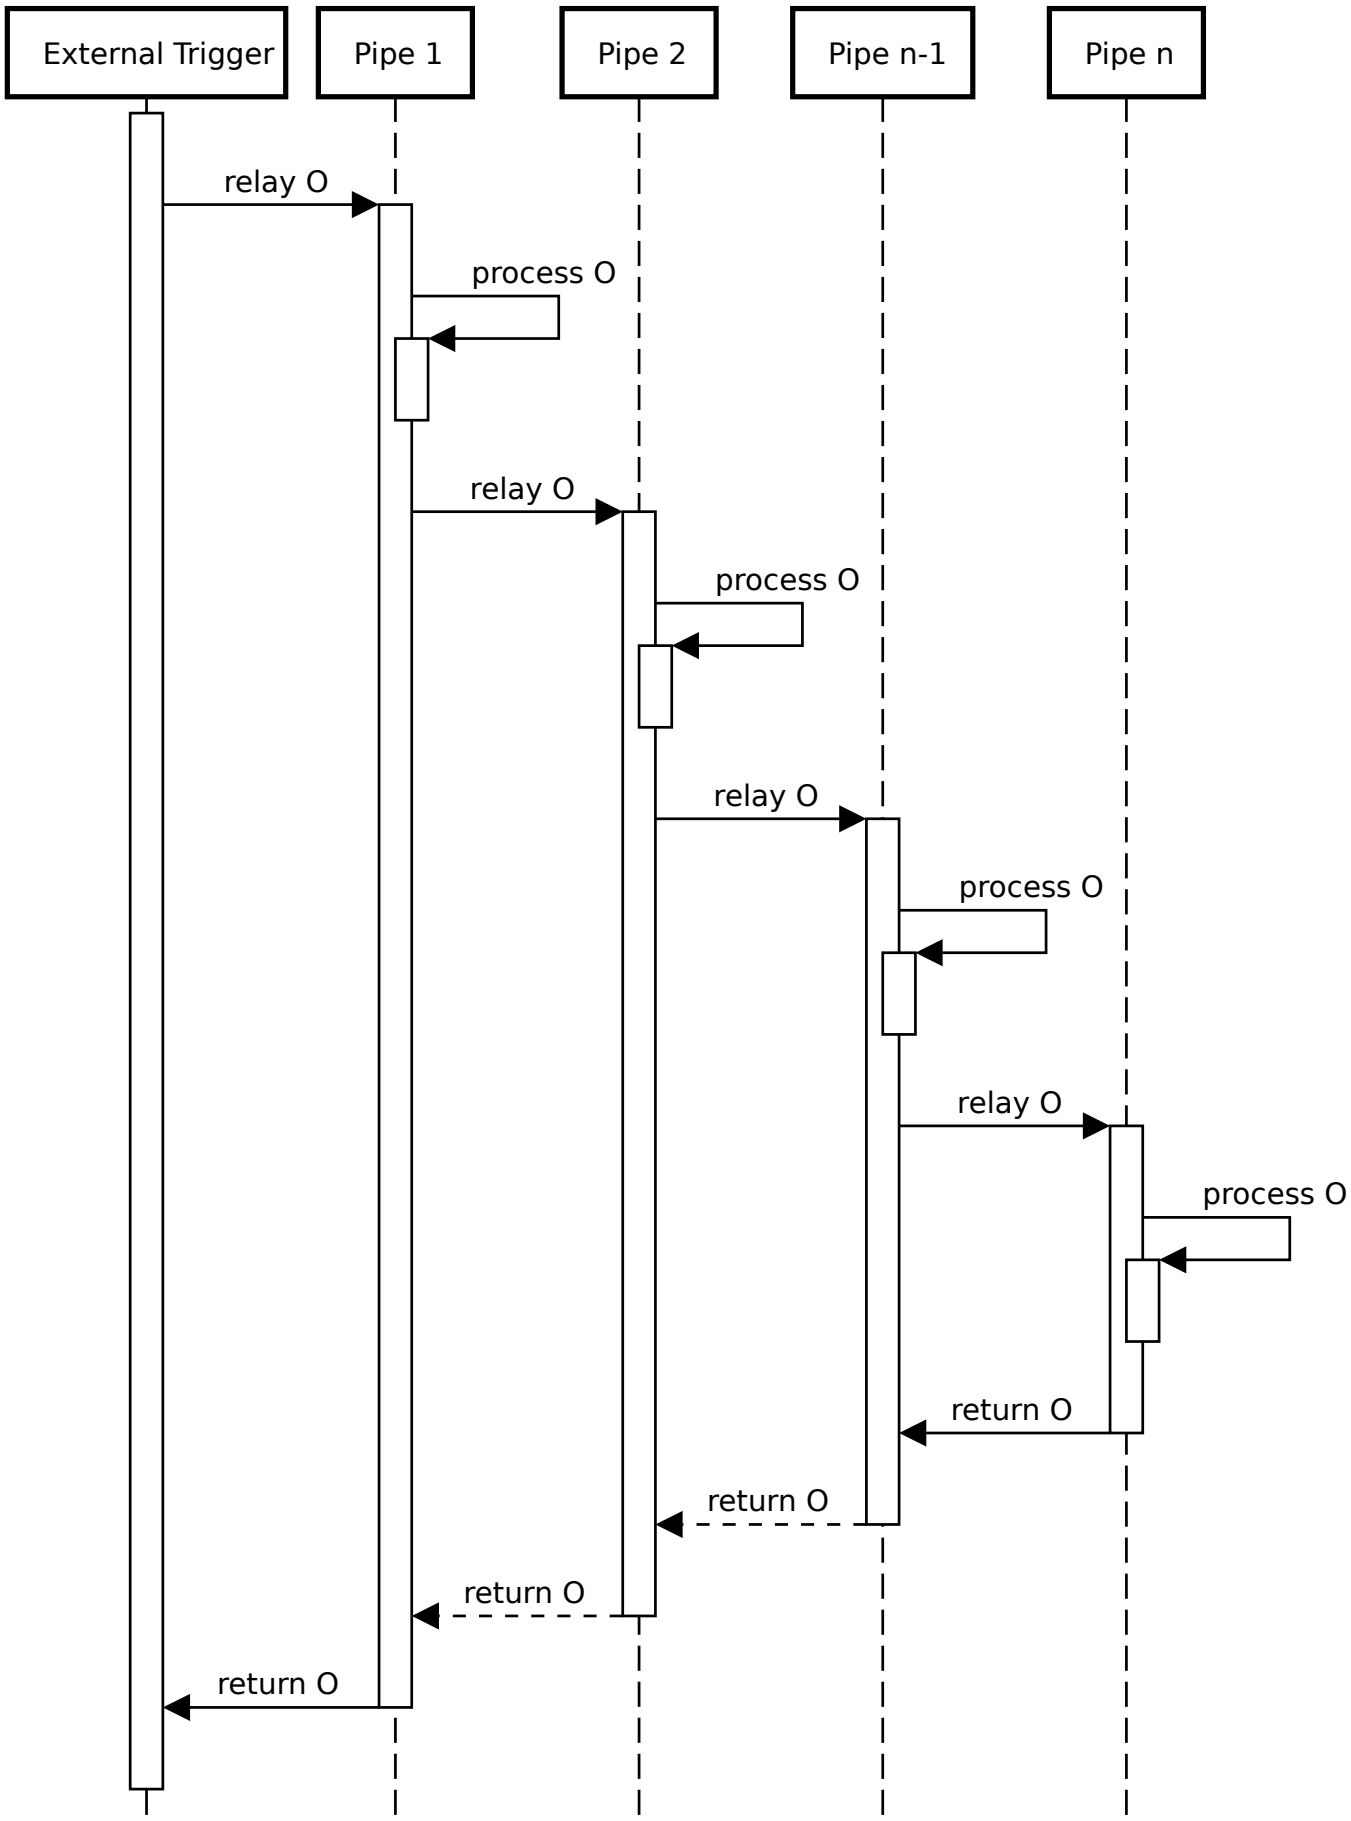 External Trigger
Pipe 1
Pipe 2
Pipe n-1
Pipe n
relay O
process O
relay O
process O
relay O
process O
relay O
process O
return O
return O
return O
return O